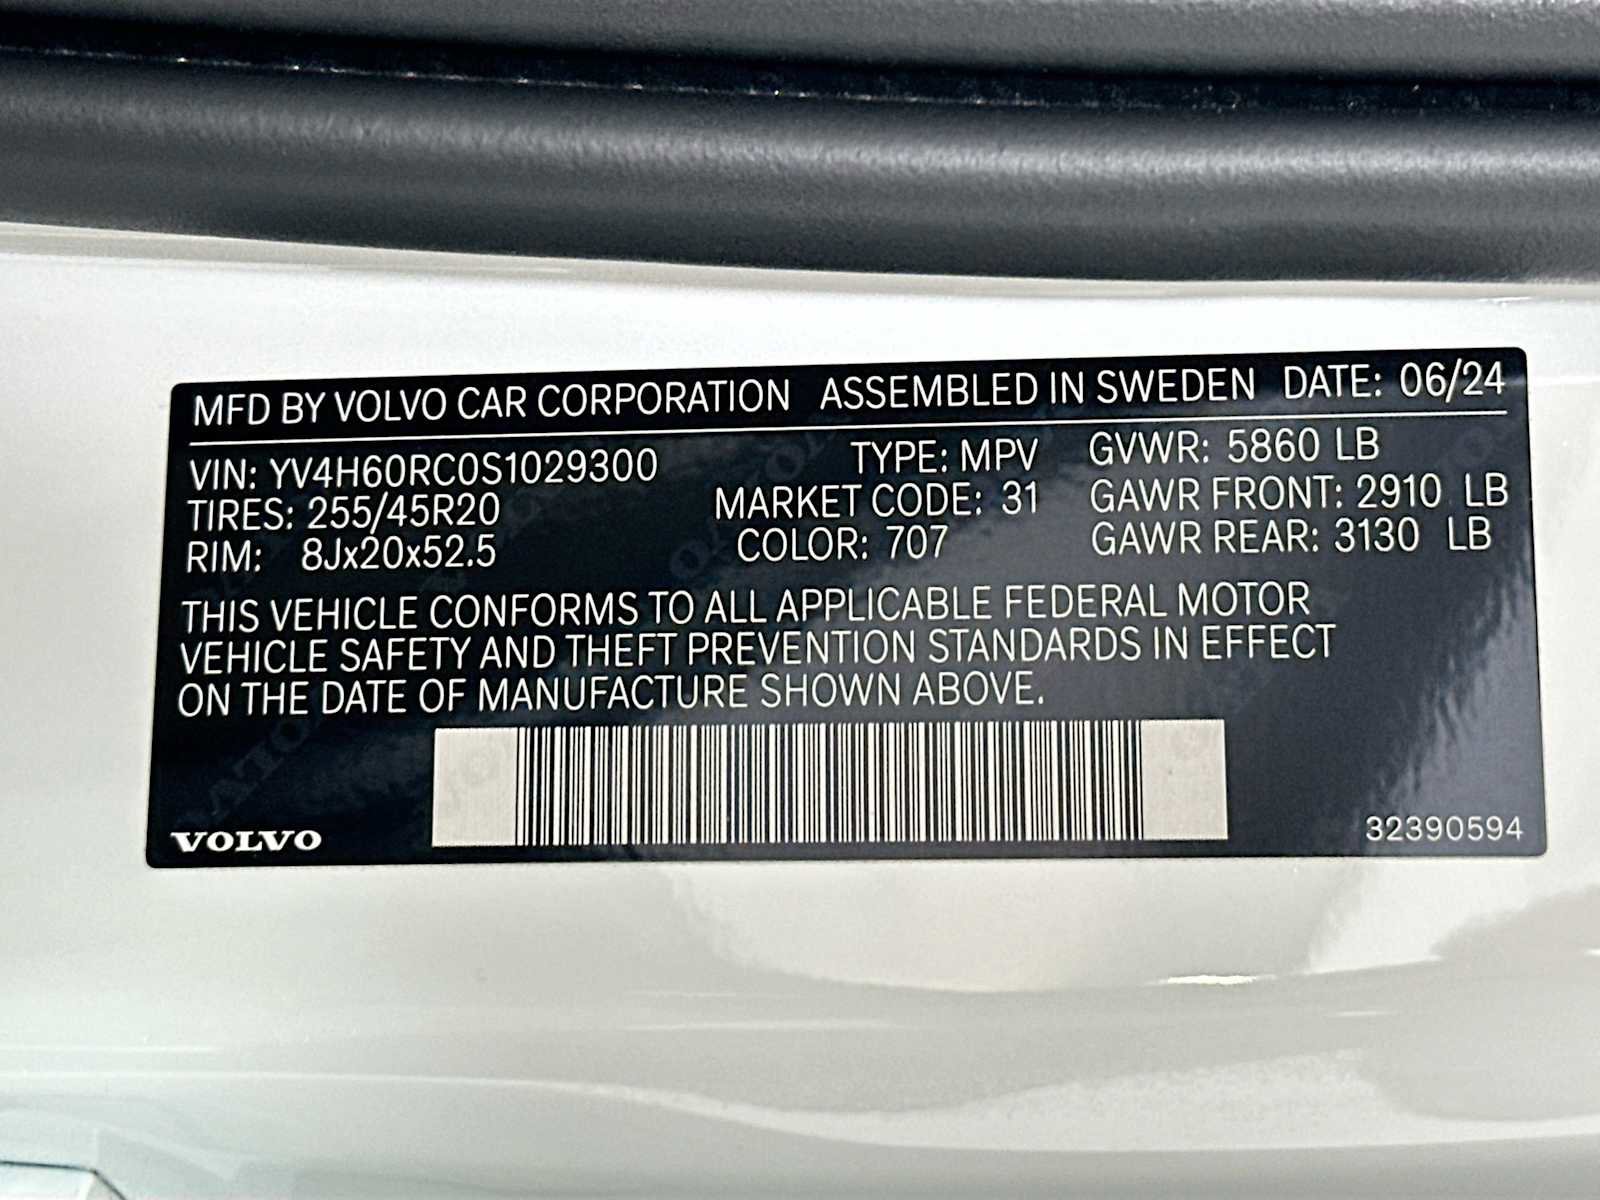 MFD BY VOLVO CAR CORPORATION ASSEMBLED IN SWEDEN DATE: 06/24
VIN: YV4H60RC0S1029300 TYPE: MPV GVWR: 5860 LB
TIRES: 255/45R20 MARKET CODE: 31 GAWR FRONT: 2910 LB
RIM: 8Jx20x52.5 COLOR: 707 GAWR REAR: 3130 LB
THIS VEHICLE CONFORMS TO ALL APPLICABLE FEDERAL MOTOR
VEHICLE SAFETY AND THEFT PREVENTION STANDARDS IN EFFECT
ON THE DATE OF MANUFACTURE SHOWN ABOVE.
VOLVO 32390594